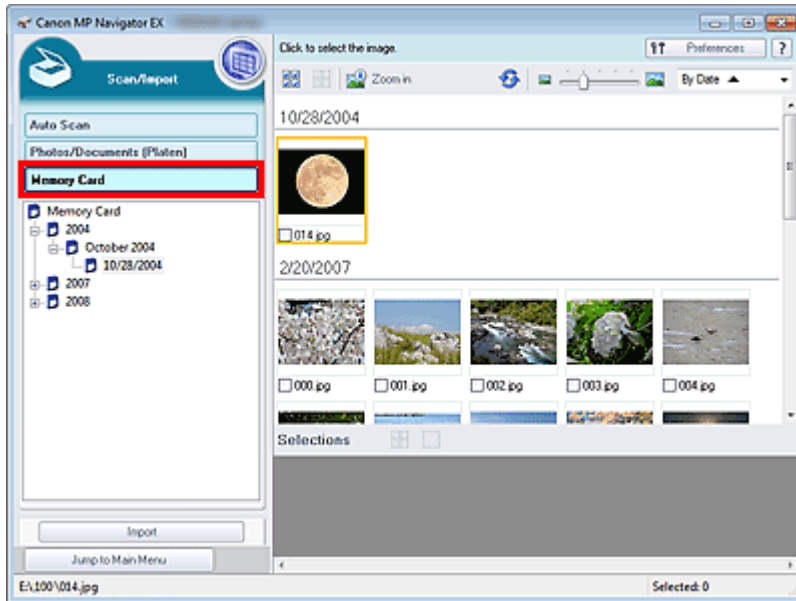 Canon MP Navigator EX
Scan/Import
Auto Scan
Photos/Documents (Platen)
Memory Card
Memory Card
2004
October 2004
10/28/2004
2007
2008
Import
Jump to Main Menu
Click to select the image.
Preferences
?
Zoom in
By Date
10/28/2004
014.jpg
2/20/2007
000.jpg
001.jpg
002.jpg
003.jpg
004.jpg
Selections
E:\100\014.jpg
Selected: 0